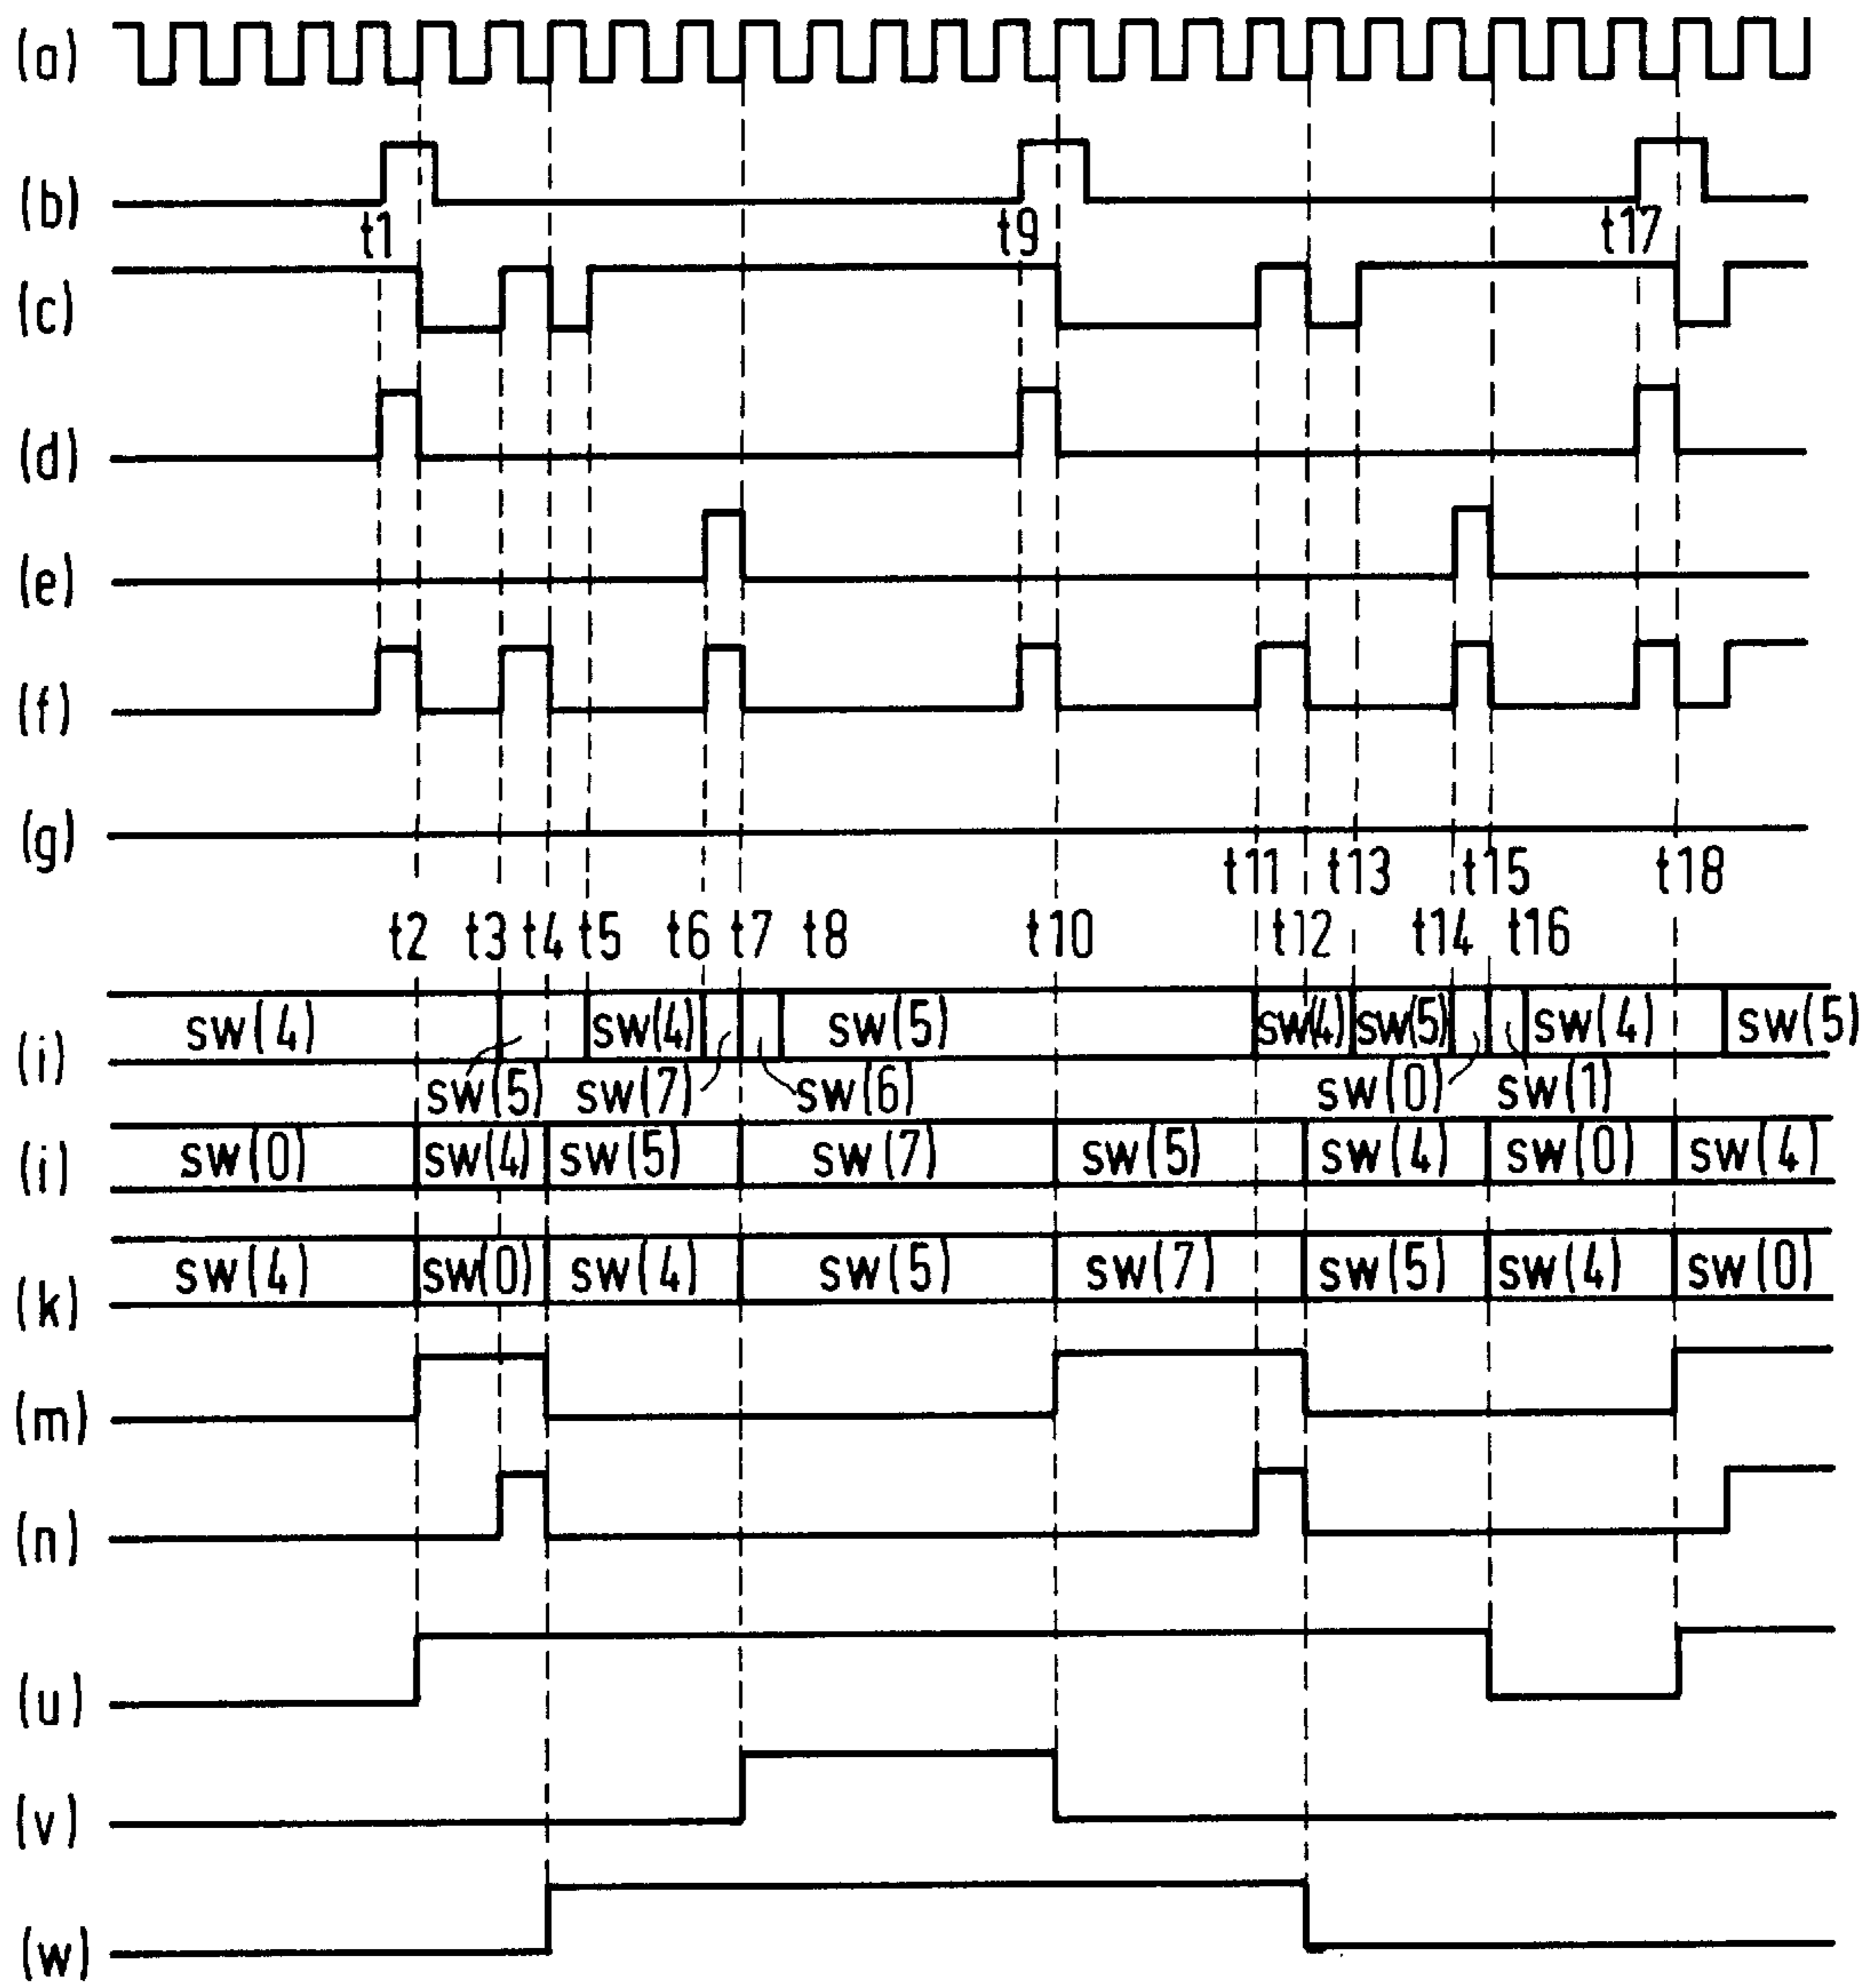 (a)
(b)
t1 t9 t17
(c)
(d)
(e)
(f)
(g)
t11 t13 t15 t18
t2 t3 t4 t5 t6 t7 t8 t10 t12 t14 t16
(i) sw(4) sw(4) sw(5) sw(4) sw(5) sw(4) sw(5)
sw(5) sw(7) sw(6) sw(0) sw(1)
(i) sw(0) sw(4) sw(5) sw(7) sw(5) sw(4) sw(0) sw(4)
(k) sw(4) sw(0) sw(4) sw(5) sw(7) sw(5) sw(4) sw(0)
(m)
(n)
(u)
(v)
(w)